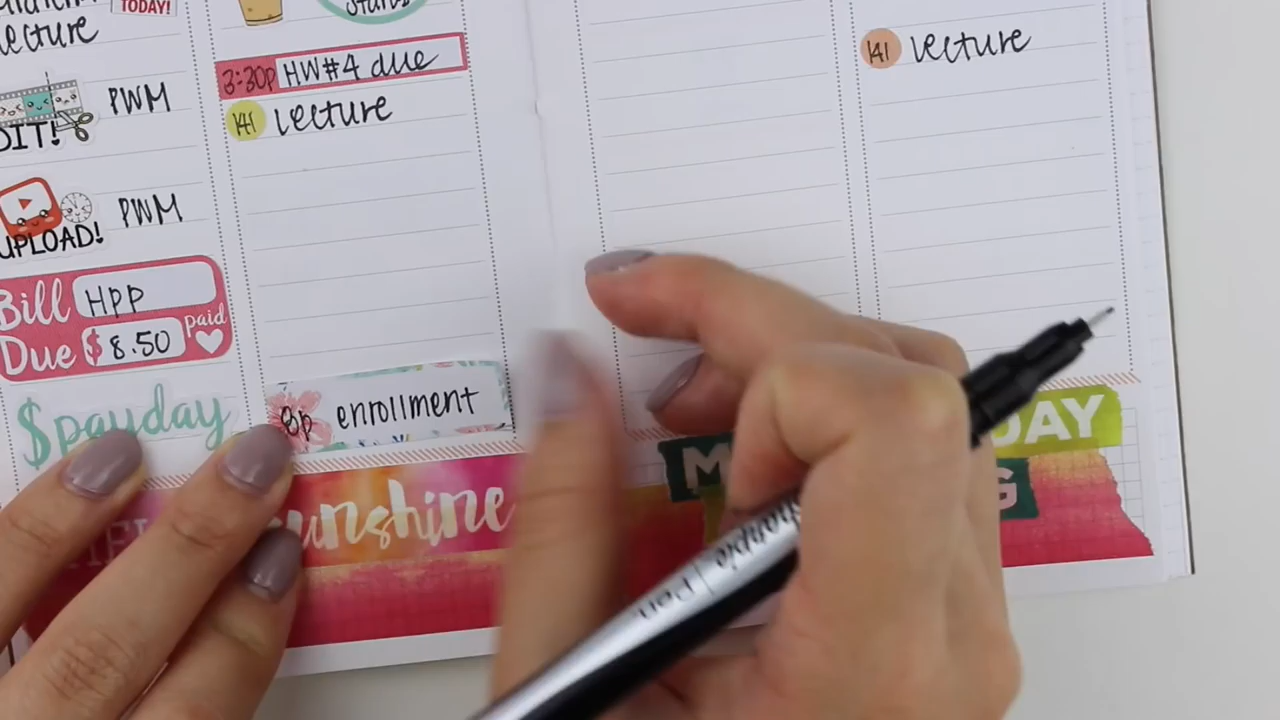 TODAY!
lecture
3:30p HW#4 due
141 lecture
141 lecture
PWM
PWM
UPLOAD!
Bill HPP
Due $8.50 paid
$payday
8p enrollment
sunshine
DAY
Pen